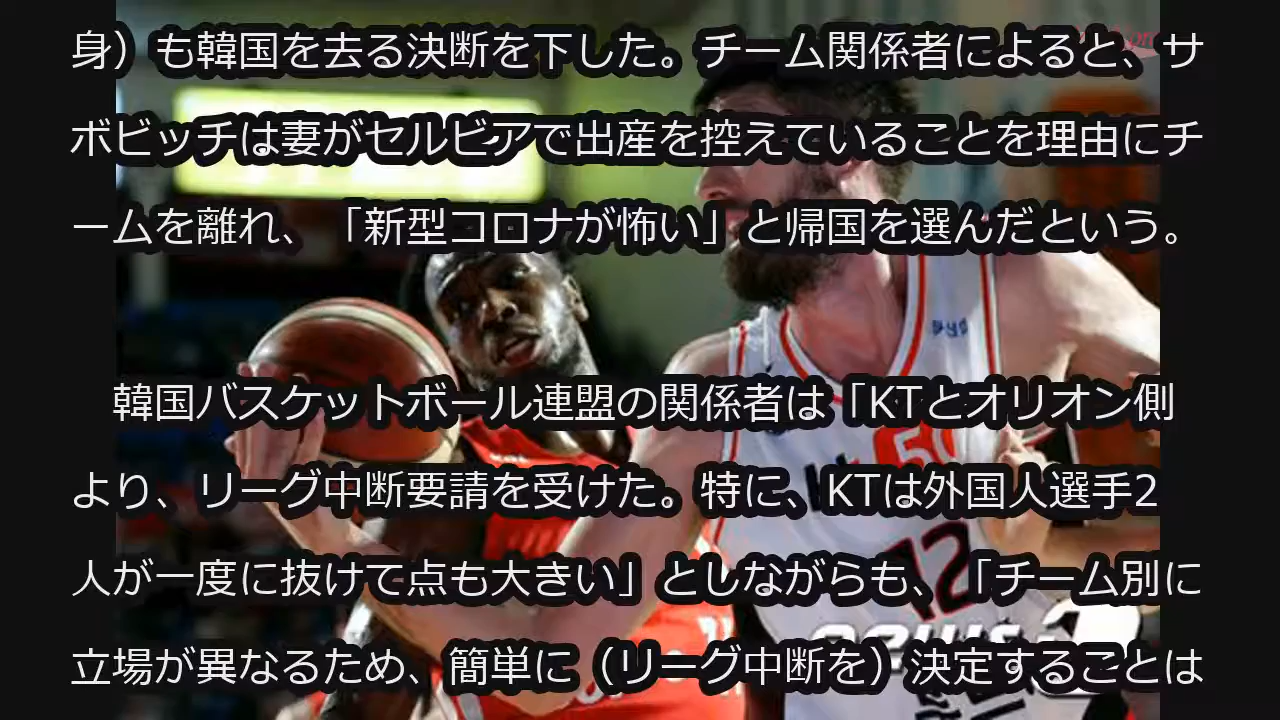 身）も韓国を去る決断を下した。チーム関係者によると、サ
ボビッチは妻がセルビアで出産を控えていることを理由にチ
ームを離れ、「新型コロナが怖い」と帰国を選んだという。
韓国バスケットボール連盟の関係者は「KTとオリオン側
より、リーグ中断要請を受けた。特に、KTは外国人選手2
人が一度に抜けて点も大きい」としながらも、「チーム別に
立場が異なるため、簡単に（リーグ中断を）決定することは
kt 5G
42